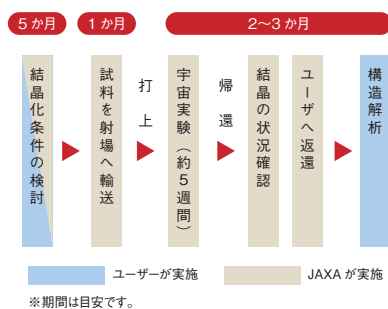 5か月
1か月
2〜3か月
結晶化条件の検討
試料を射場へ輸送
打上
宇宙実験（約5週間）
帰還
結晶の状況確認
ユーザへ返還
構造解析
ユーザーが実施
JAXAが実施
※期間は目安です。